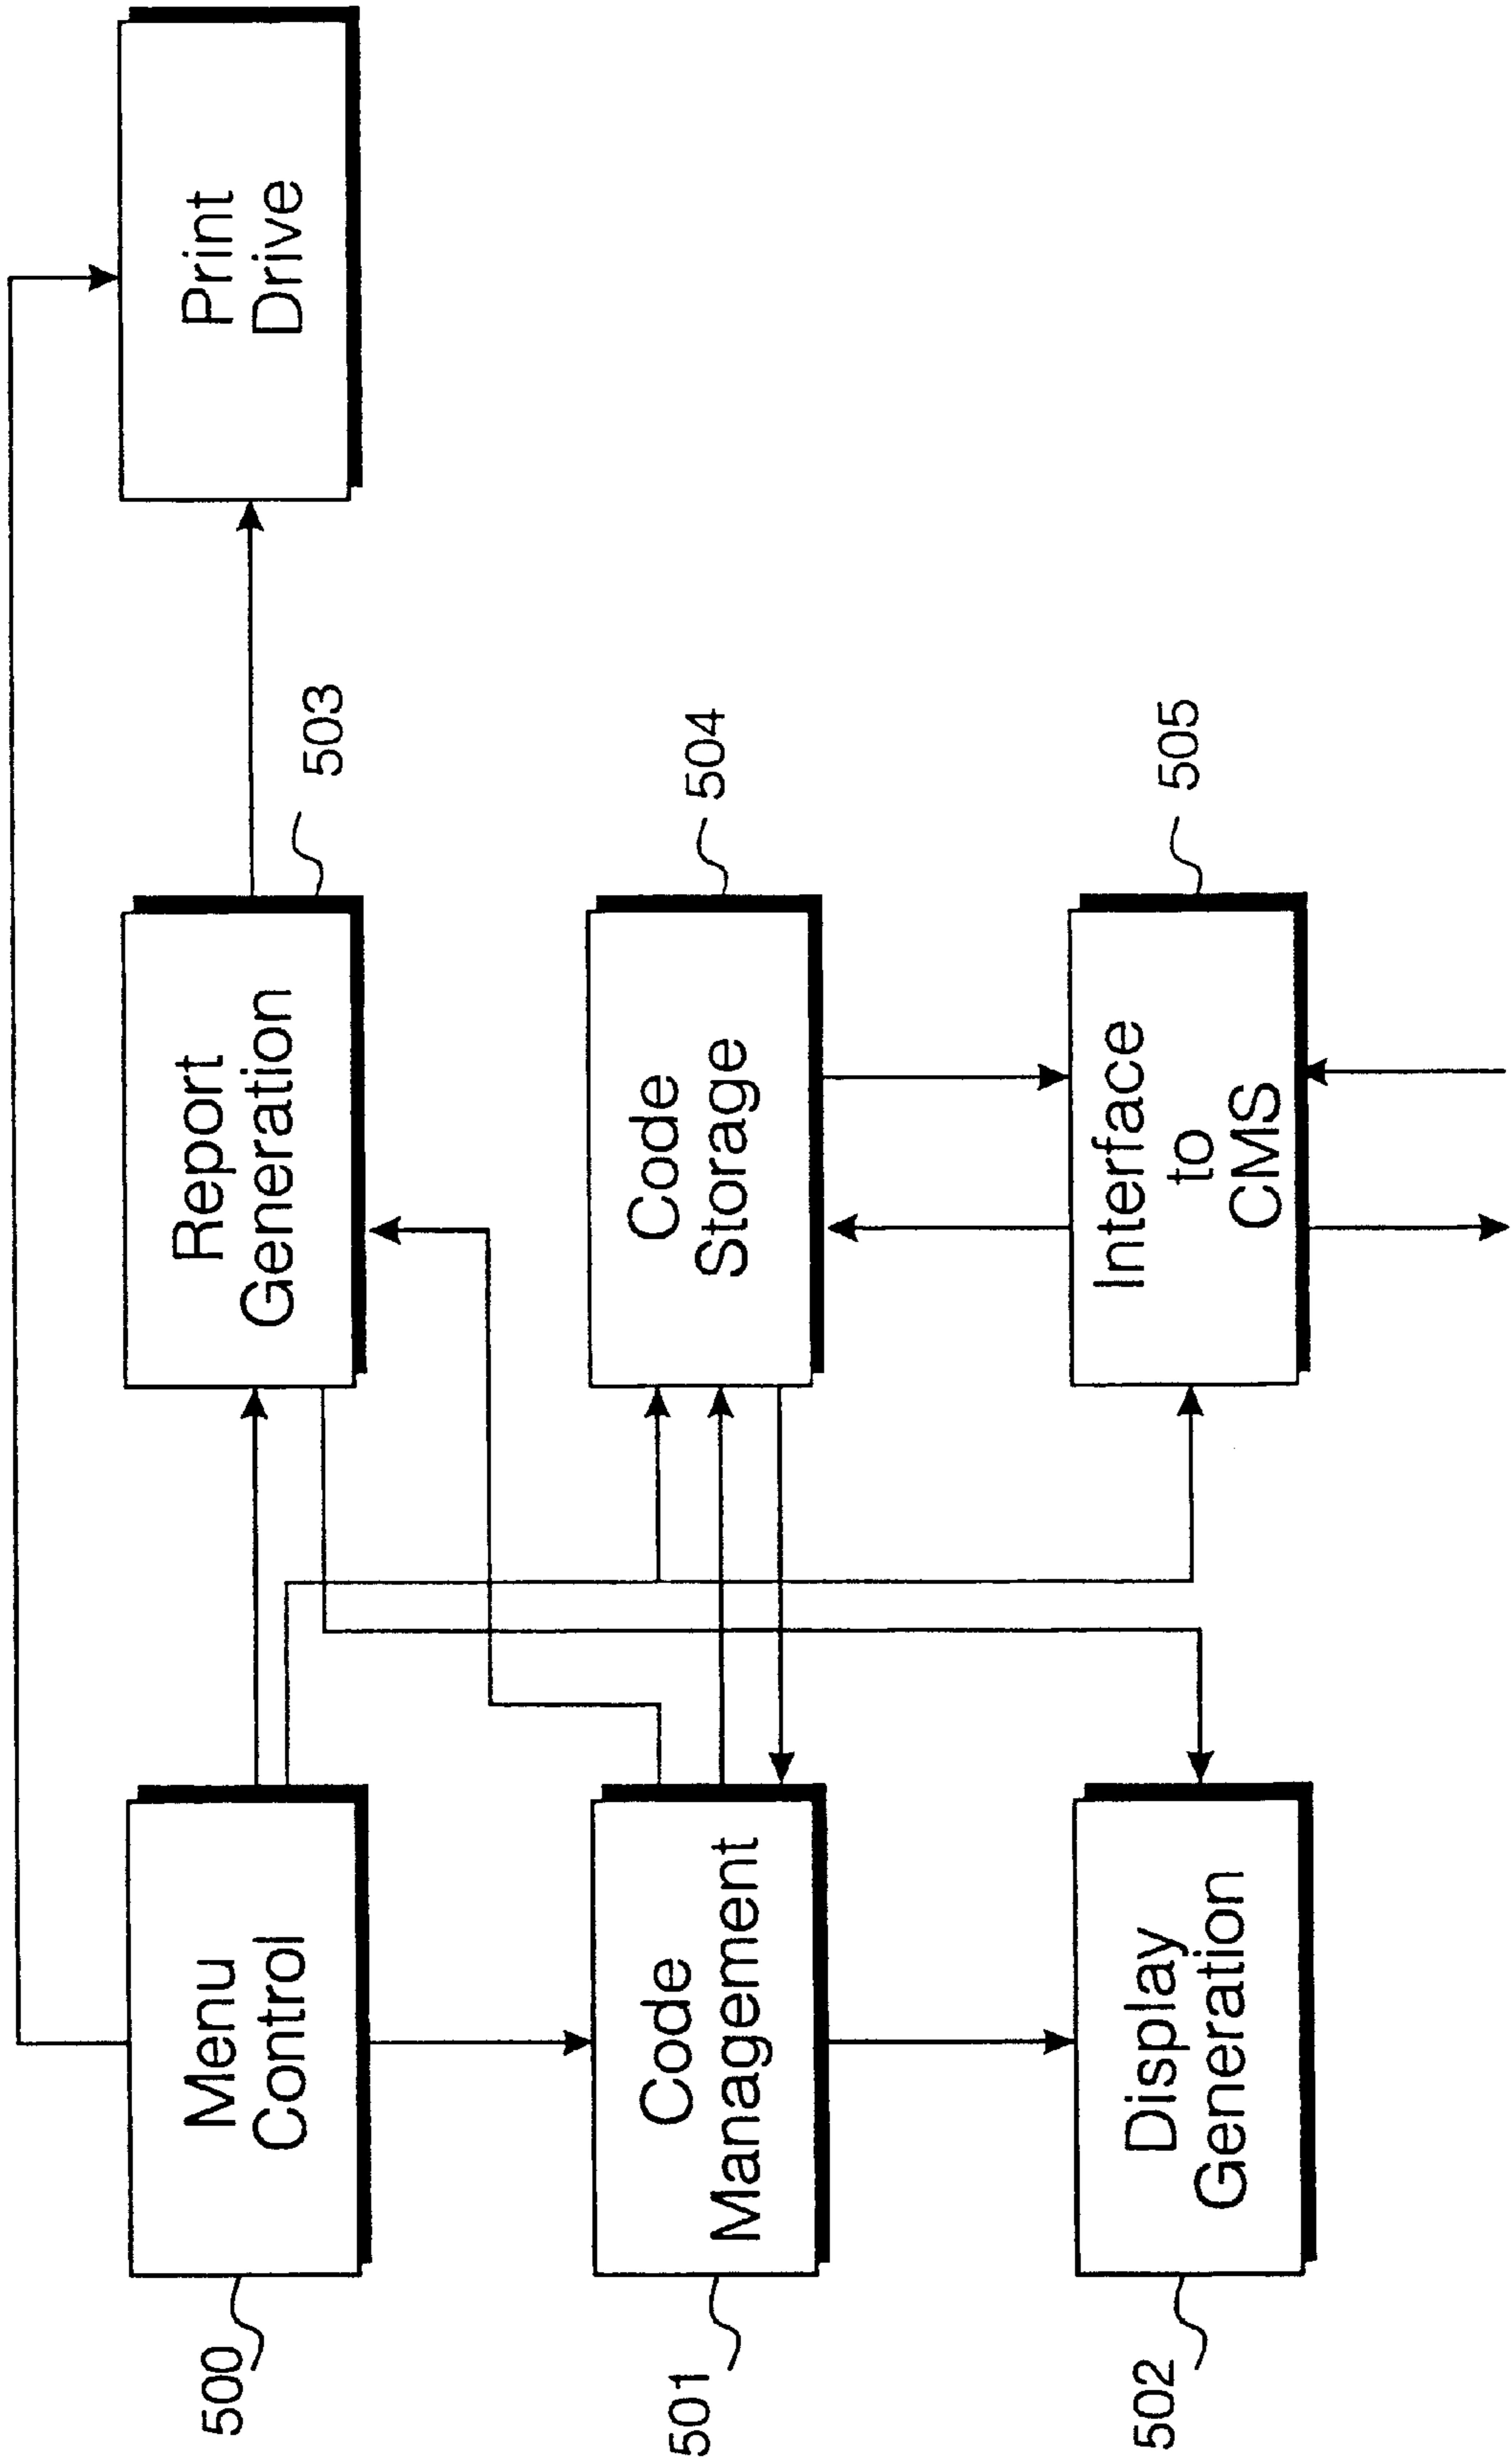 Menu
Control
500
Report
Generation
503
Print
Drive
Code
Management
501
Code
Storage
504
Display
Generation
502
Interface
to
CMS
505